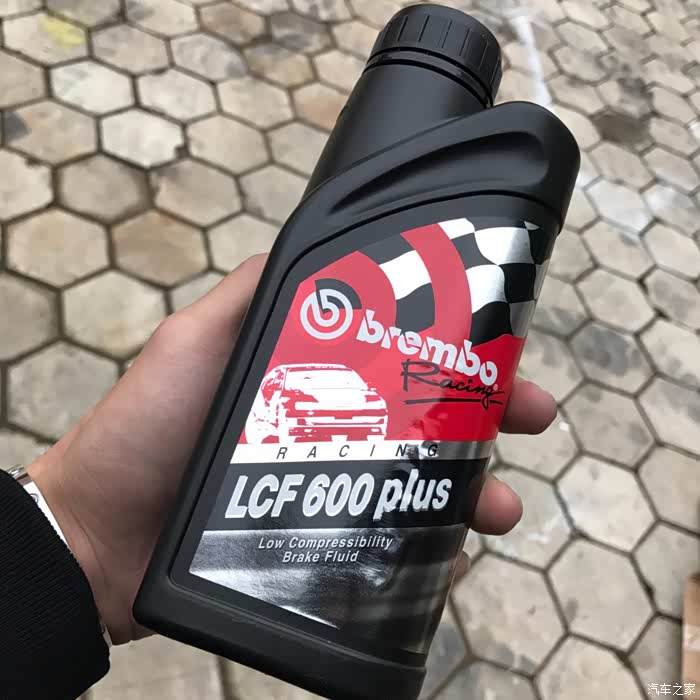 brembo
Racing
RACING
LCF 600 plus
Low Compressibility
Brake Fluid
汽车之家